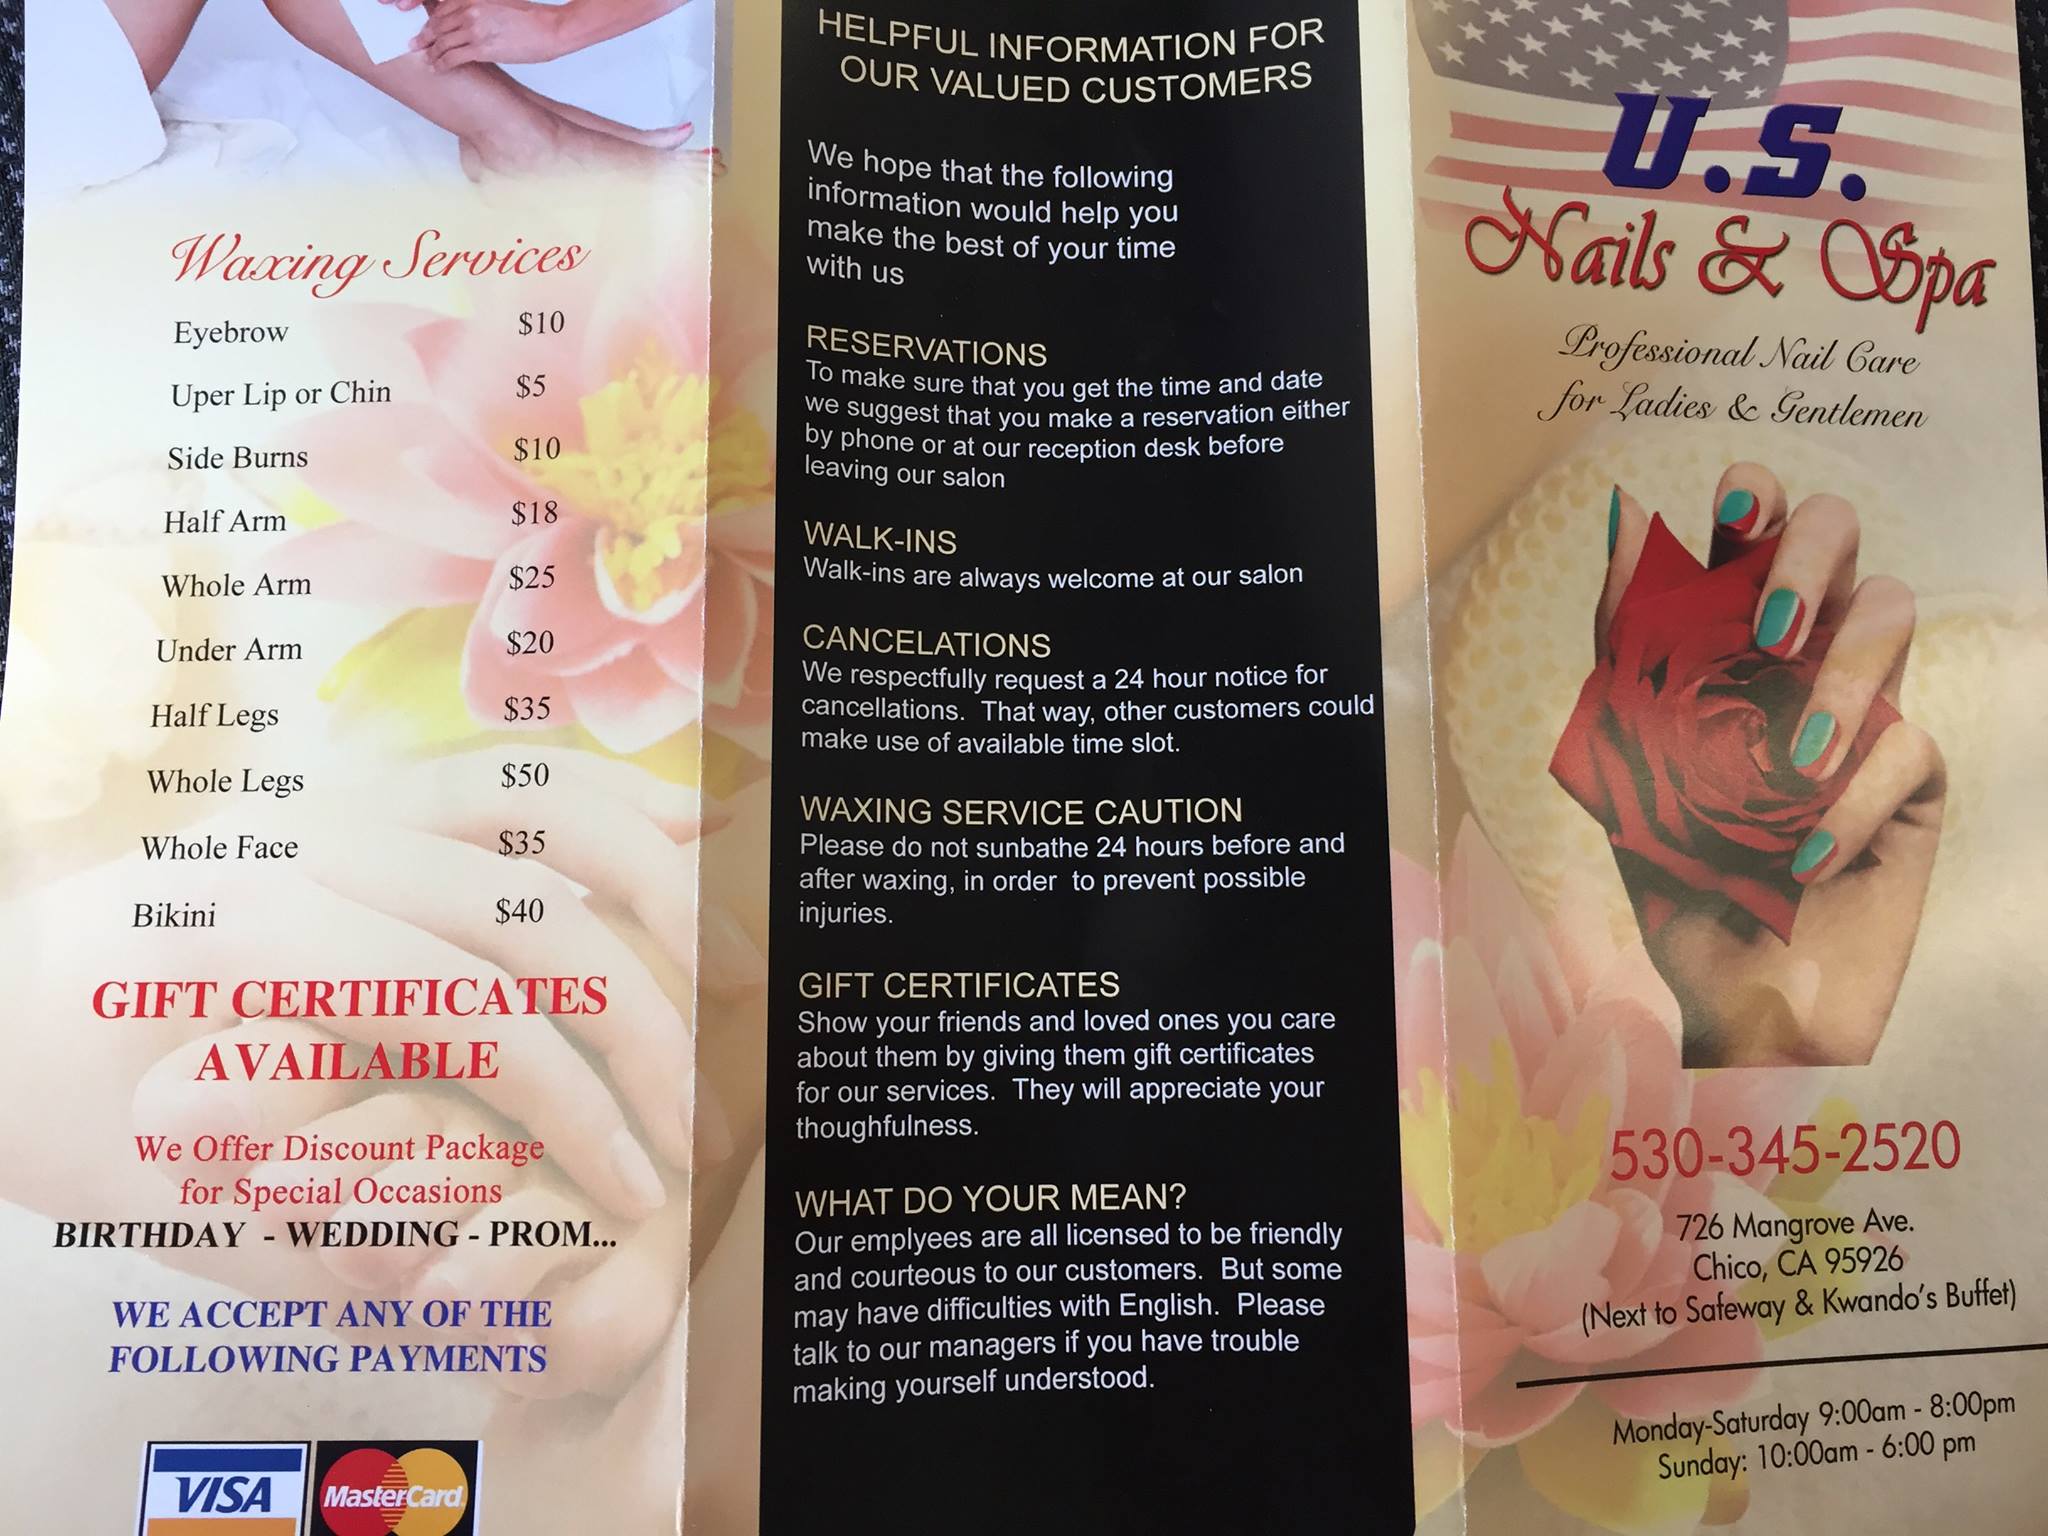 Waxing Services
Eyebrow $10
Uper Lip or Chin $5
Side Burns $10
Half Arm $18
Whole Arm $25
Under Arm $20
Half Legs $35
Whole Legs $50
Whole Face $35
Bikini $40
GIFT CERTIFICATES
AVAILABLE
We Offer Discount Package
for Special Occasions
BIRTHDAY - WEDDING - PROM...
WE ACCEPT ANY OF THE
FOLLOWING PAYMENTS
VISA MasterCard
HELPFUL INFORMATION FOR
OUR VALUED CUSTOMERS
We hope that the following
information would help you
make the best of your time
with us
RESERVATIONS
To make sure that you get the time and date
we suggest that you make a reservation either
by phone or at our reception desk before
leaving our salon
WALK-INS
Walk-ins are always welcome at our salon
CANCELATIONS
We respectfully request a 24 hour notice for
cancellations. That way, other customers could
make use of available time slot.
WAXING SERVICE CAUTION
Please do not sunbathe 24 hours before and
after waxing, in order to prevent possible
injuries.
GIFT CERTIFICATES
Show your friends and loved ones you care
about them by giving them gift certificates
for our services. They will appreciate your
thoughfulness.
WHAT DO YOUR MEAN?
Our emplyees are all licensed to be friendly
and courteous to our customers. But some
may have difficulties with English. Please
talk to our managers if you have trouble
making yourself understood.
U.S.
Nails & Spa
Professional Nail Care
for Ladies & Gentlemen
530-345-2520
726 Mangrove Ave.
Chico, CA 95926
(Next to Safeway & Kwando's Buffet)
Monday-Saturday 9:00am - 8:00pm
Sunday: 10:00am - 6:00 pm